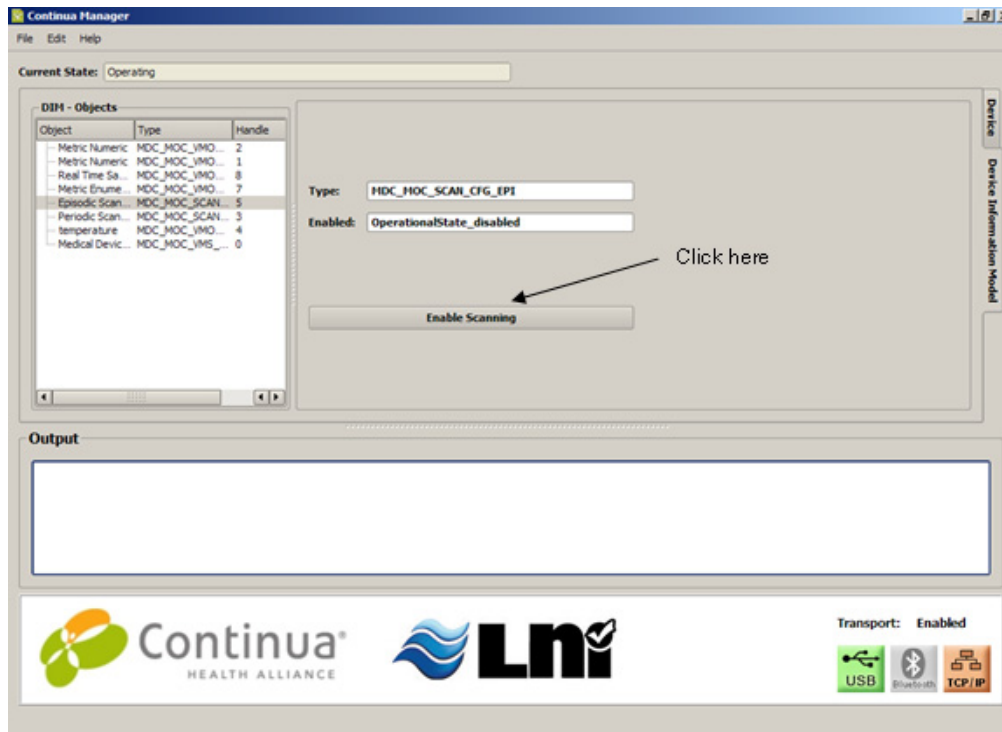 Continua Manager
File Edit Help
Current State: Operating
DIM - Objects
Object Type Handle
Metric Numeric MDC_MOC_VMO... 2
Metric Numeric MDC_MOC_VMO... 1
Real Time Sa... MDC_MOC_VMO... 8
Metric Enume... MDC_MOC_VMO... 7
Episodic Scan... MDC_MOC_SCAN... 5
Periodic Scan... MDC_MOC_SCAN... 3
temperature MDC_MOC_VMO... 4
Medical Devic... MDC_MOC_VMS_... 0
Type: MDC_MOC_SCAN_CFG_EPI
Enabled: OperationalState_disabled
Click here
Enable Scanning
Device
Device Information Model
Output
Continua®
HEALTH ALLIANCE
LNI
Transport: Enabled
USB
Bluetooth
TCP/IP